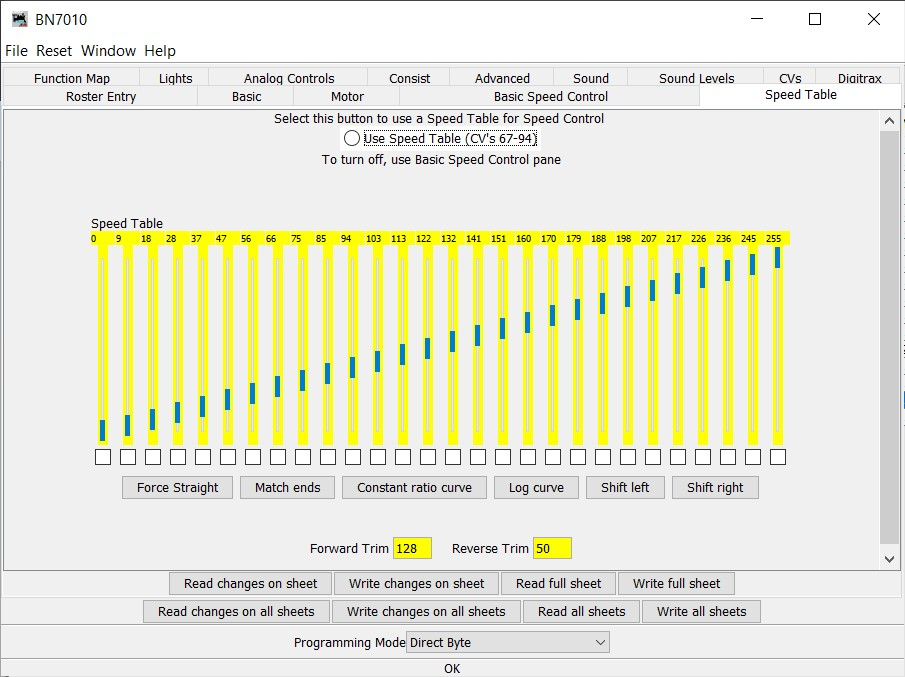 BN7010
File Reset Window Help
Function Map Lights Analog Controls Consist Advanced Sound Sound Levels CVs Digitrax
Roster Entry Basic Motor Basic Speed Control Speed Table
Select this button to use a Speed Table for Speed Control
Use Speed Table (CV's 67-94)
To turn off, use Basic Speed Control pane
Speed Table
0 9 18 28 37 47 56 66 75 85 94 103 113 122 132 141 151 160 170 179 188 198 207 217 226 236 245 255
Force Straight Match ends Constant ratio curve Log curve Shift left Shift right
Forward Trim 128 Reverse Trim 50
Read changes on sheet Write changes on sheet Read full sheet Write full sheet
Read changes on all sheets Write changes on all sheets Read all sheets Write all sheets
Programming Mode Direct Byte
OK